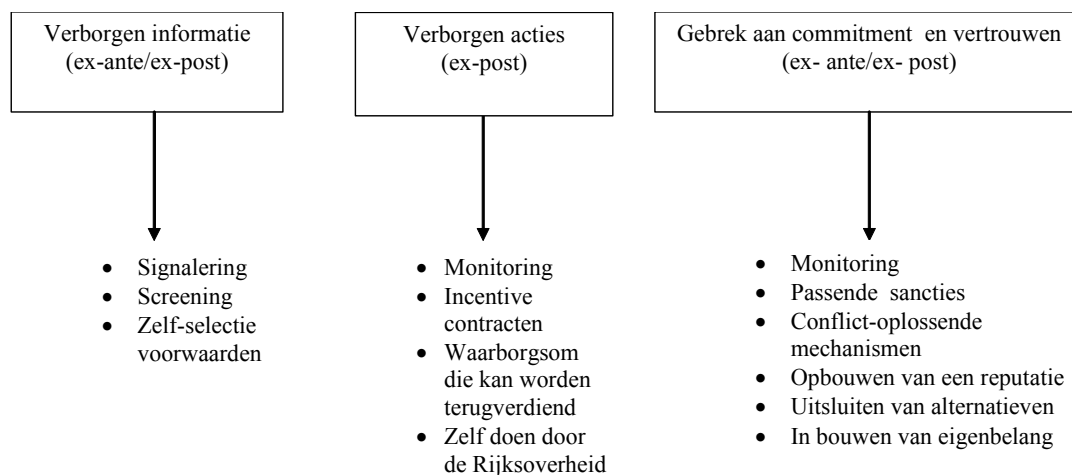 Verborgen informatie
(ex-ante/ex-post)
Verborgen acties
(ex-post)
Gebrek aan commitment en vertrouwen
(ex- ante/ex- post)
• Signalering
• Screening
• Zelf-selectie
voorwaarden
• Monitoring
• Incentive
contracten
• Waarborgsom
die kan worden
terugverdiend
• Zelf doen door
de Rijksoverheid
• Monitoring
• Passende sancties
• Conflict-oplossende
mechanismen
• Opbouwen van een reputatie
• Uitsluiten van alternatieven
• In bouwen van eigenbelang